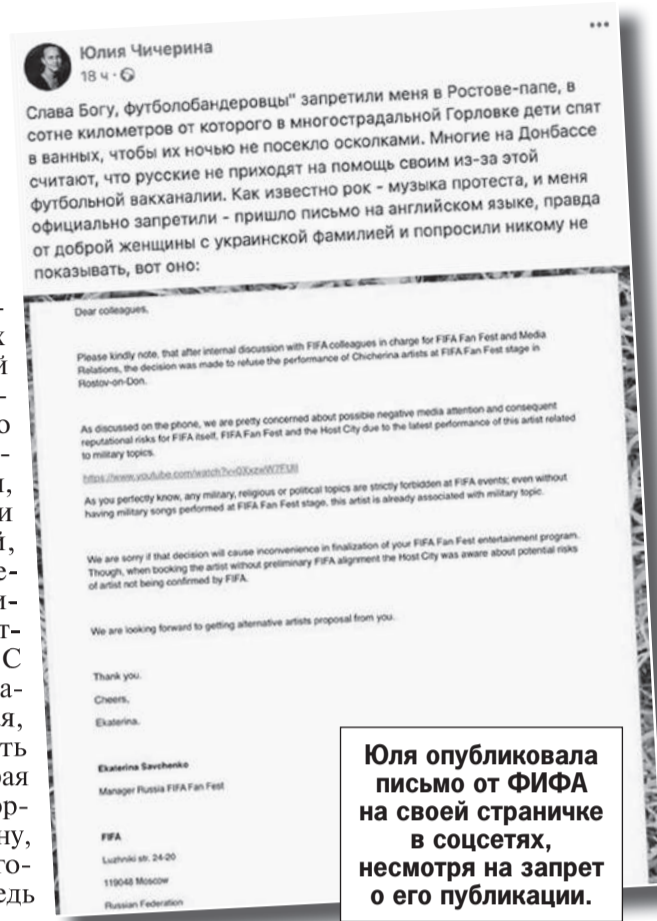 Юлия Чичерина
18 ч
Слава Богу, футболобандеровцы" запретили меня в Ростове-папе, в
сотне километров от которого в многострадальной Горловке дети спят
в ванных, чтобы их ночью не посекло осколками. Многие на Донбассе
считают, что русские не приходят на помощь своим из-за этой
футбольной вакханалии. Как известно рок - музыка протеста, и меня
официально запретили - пришло письмо на английском языке, правда
от доброй женщины с украинской фамилией и попросили никому не
показывать, вот оно:
Dear colleagues,
Please kindly note, that after internal discussion with FIFA colleagues in charge for FIFA Fan Fest and Media
Relations, the decision was made to refuse the performance of Chicherina artists at FIFA Fan Fest stage in
Rostov-on-Don.
As discussed on the phone, we are pretty concerned about possible negative media attention and consequent
reputational risks for FIFA itself, FIFA Fan Fest and the Host City due to the latest performance of this artist related
to military topics.
As you perfectly know, any military, religious or political topics are strictly forbidden at FIFA events; even without
having military songs performed at FIFA Fan Fest stage, this artist is already associated with military topic.
We are sorry if that decision will cause inconvenience in finalization of your FIFA Fan Fest entertainment program.
Though, when booking the artist without preliminary FIFA alignment the Host City was aware about potential risks
of artist not being confirmed by FIFA.
We are looking forward to getting alternative artists proposal from you.
Thank you.
Cheers,
Ekaterina.
Ekaterina Savchenko
Manager Russia FIFA Fan Fest
FIFA
Luzhniki str. 24-20
119048 Moscow
Russian Federation
Юля опубликовала
письмо от ФИФА
на своей страничке
в соцсетях,
несмотря на запрет
о его публикации.